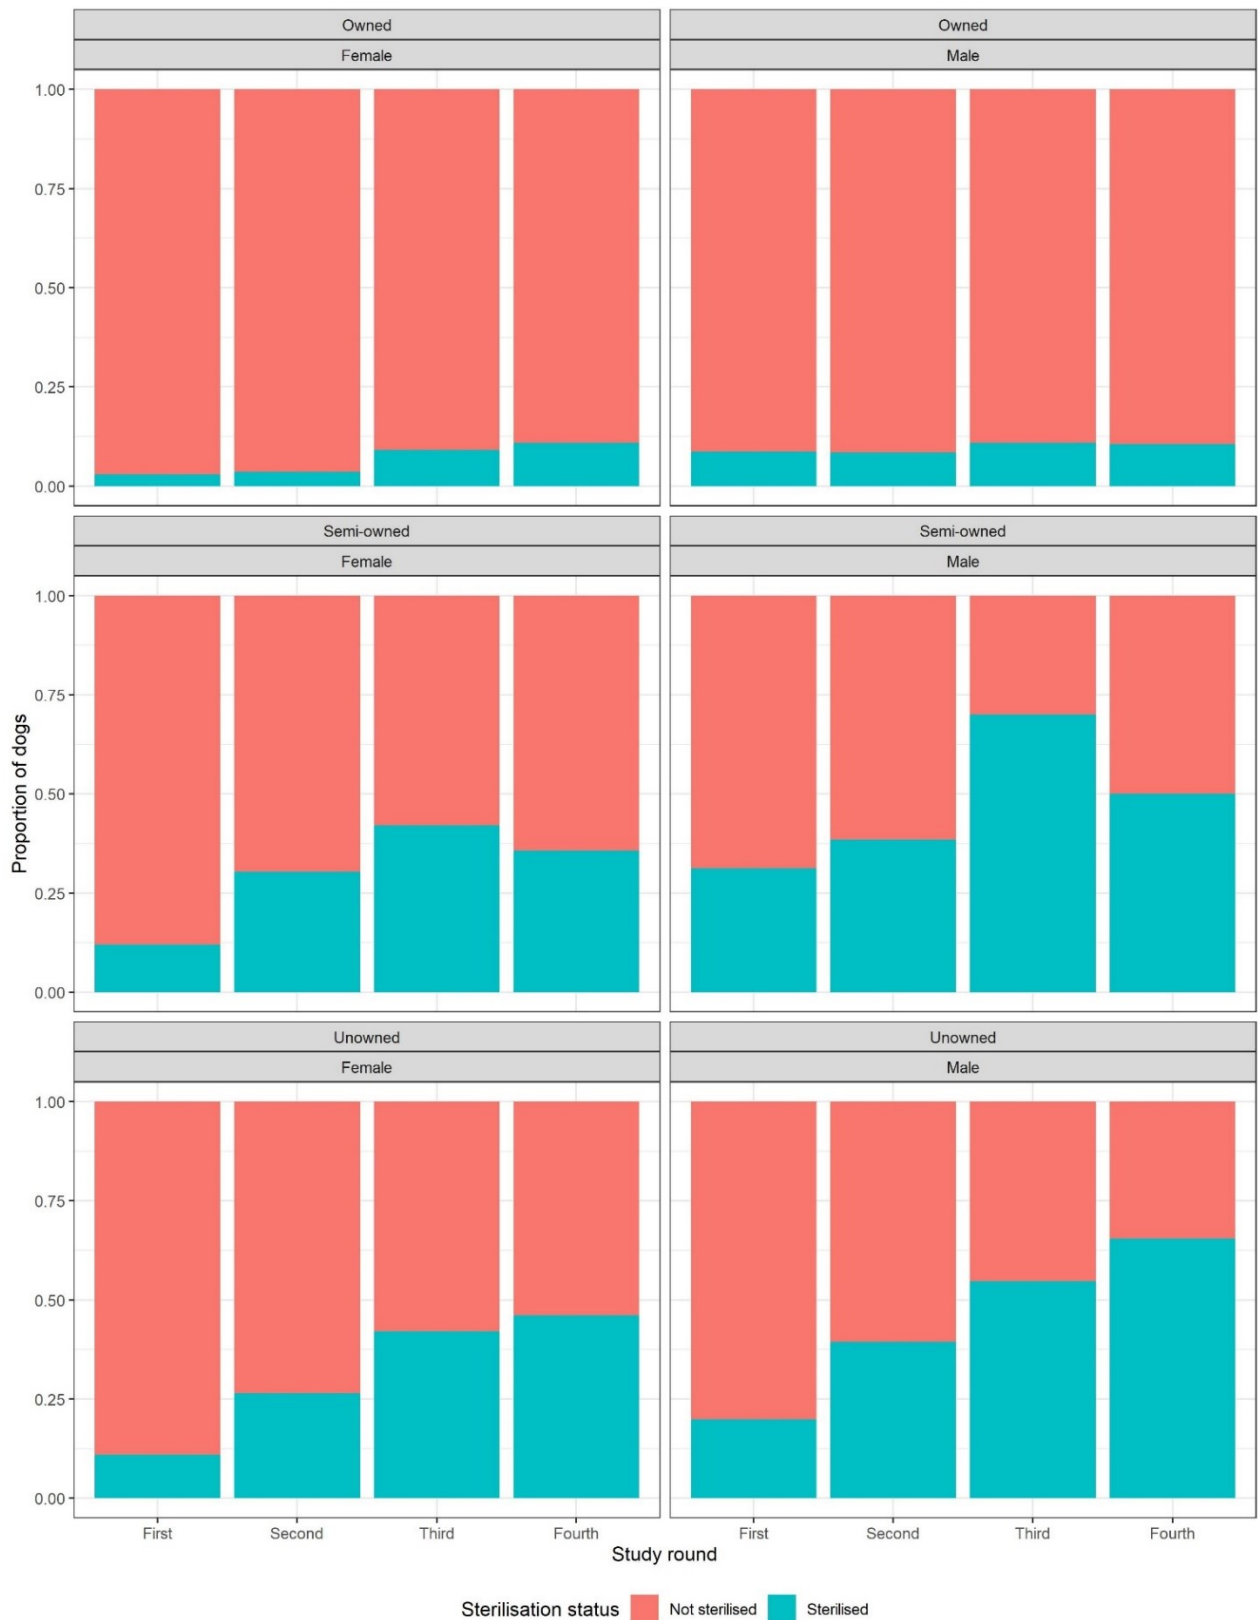 Owned
Owned
Female
Male
1.00
0.75
0.50
0.25
0.00
Semi-owned
Semi-owned
Female
Male
1.00
0.75
0.50
0.25
0.00
Proportion of dogs
Unowned
Unowned
Female
Male
1.00
0.75
0.50
0.25
0.00
First Second Third Fourth
First Second Third Fourth
Study round
Sterilisation status Not sterilised Sterilised